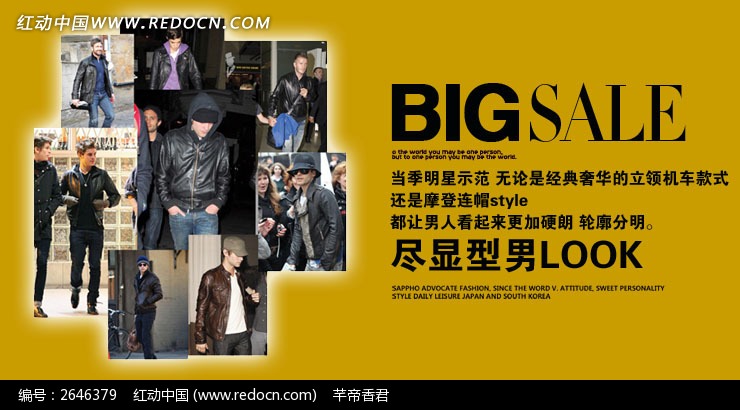 红动中国WWW.REDOCN.COM
BIG SALE
o the world you may be one person,
but to one person you may be the world.
当季明星示范 无论是经典奢华的立领机车款式
还是摩登连帽style
都让男人看起来更加硬朗 轮廓分明。
尽显型男LOOK
SAPPHO ADVOCATE FASHION, SINCE THE WORD V. ATTITUDE, SWEET PERSONALITY
STYLE DAILY LEISURE JAPAN AND SOUTH KOREA
编号：2646379 红动中国 (www.redocn.com) 芊帝香君